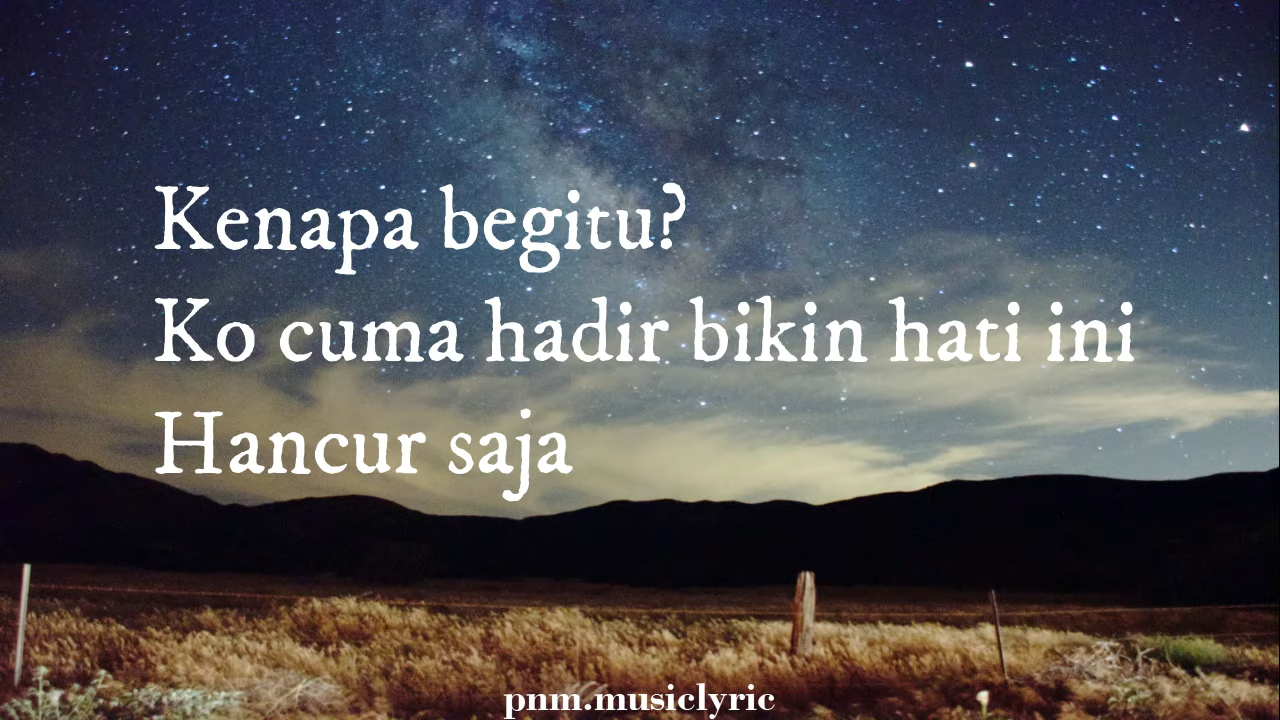 Kenapa begitu?
Ko cuma hadir bikin hati ini
Hancur saja
pnm.musiclyric